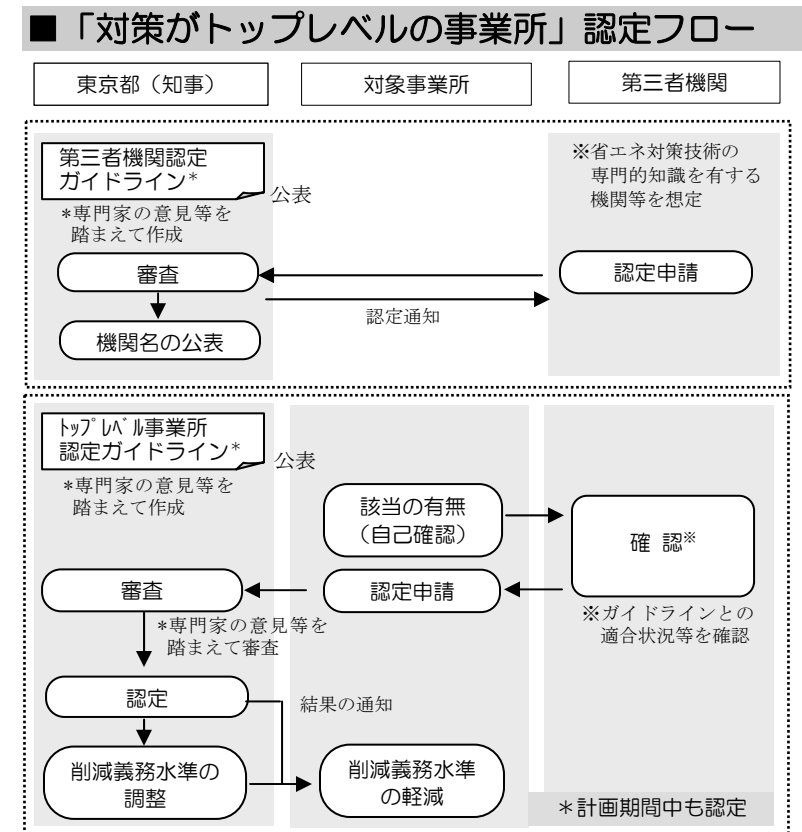 ■「対策がトップレベルの事業所」認定フロー
東京都（知事）
対象事業所
第三者機関
第三者機関認定
ガイドライン*
公表
*専門家の意見等を
踏まえて作成
※省エネ対策技術の
専門的知識を有する
機関等を想定
審査
認定申請
認定通知
機関名の公表
ﾄｯﾌﾟﾚﾍﾞﾙ事業所
認定ガイドライン*
公表
*専門家の意見等を
踏まえて作成
該当の有無
（自己確認）
確 認※
審査
認定申請
※ガイドラインとの
適合状況等を確認
*専門家の意見等を
踏まえて審査
認定
結果の通知
削減義務水準の
調整
削減義務水準
の軽減
＊計画期間中も認定